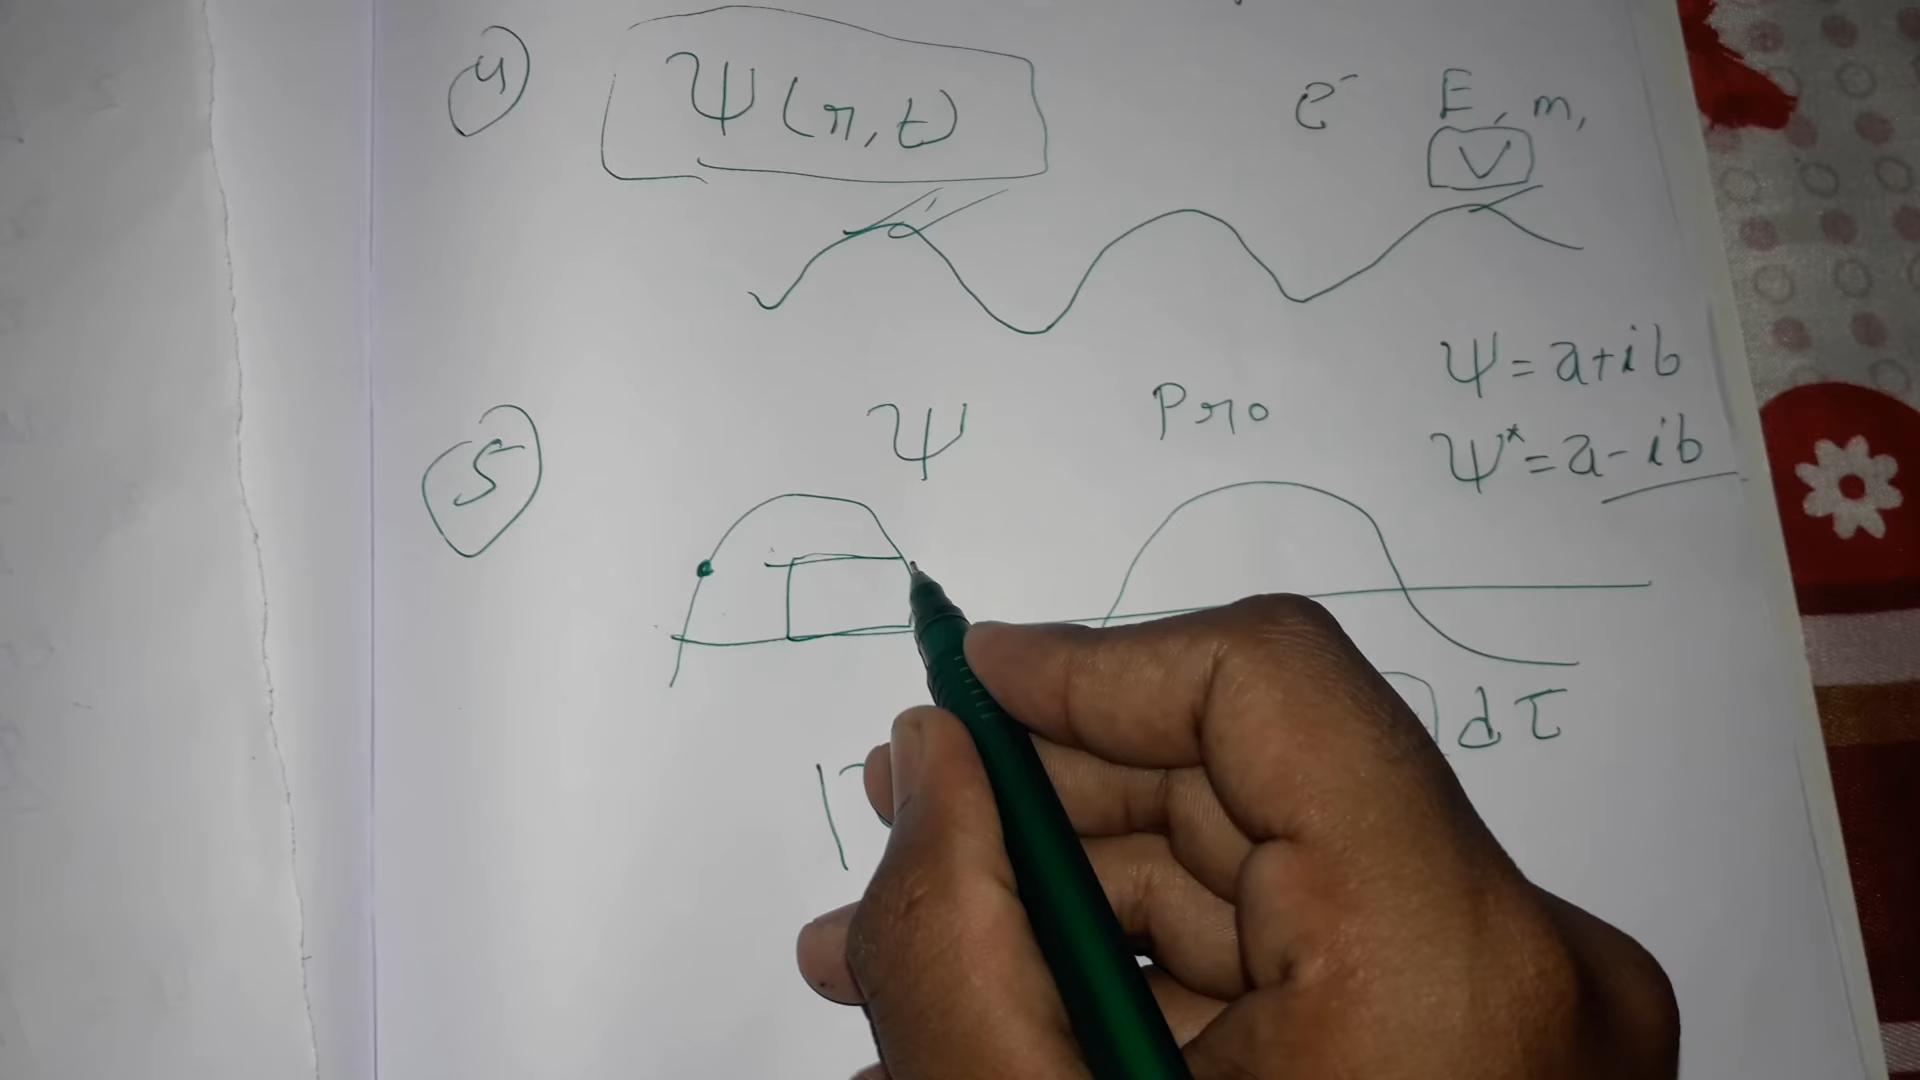 4 Ψ(r,t) e⁻ E, m,
V
Ψ = a+ib
5 Ψ Pro
Ψ* = a-ib
dτ